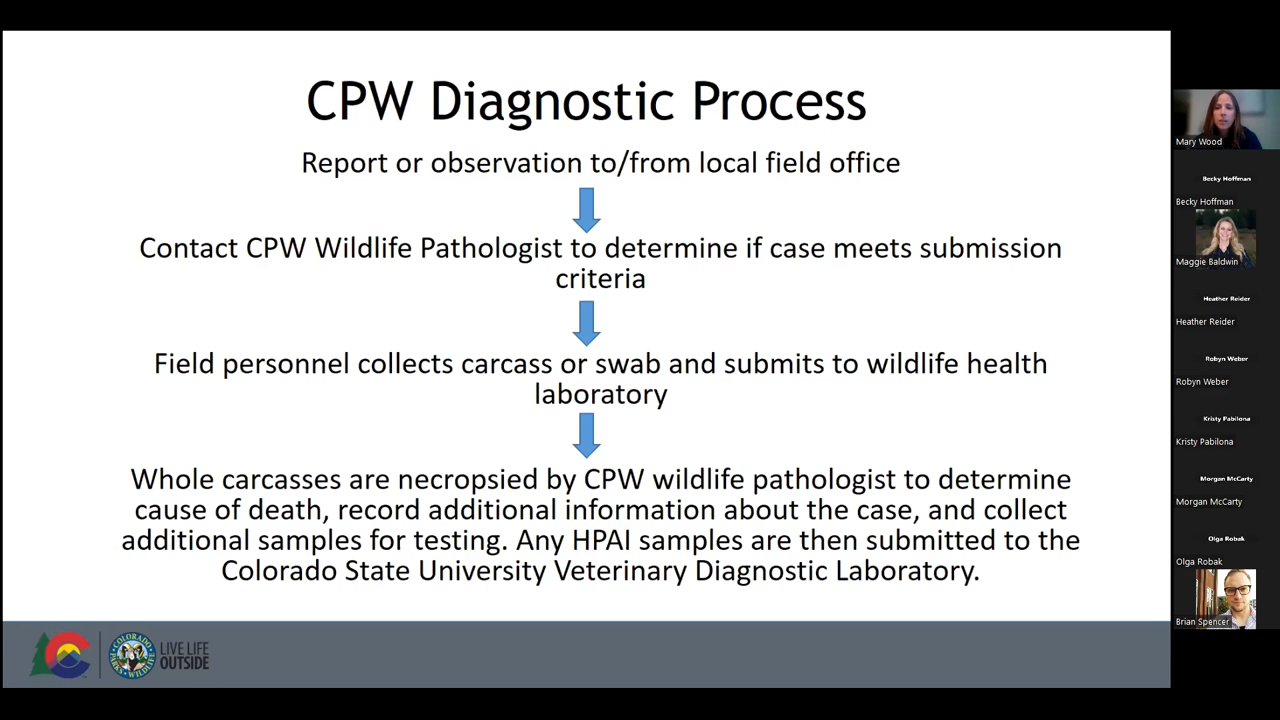 CPW Diagnostic Process
Report or observation to/from local field office
Contact CPW Wildlife Pathologist to determine if case meets submission
criteria
Field personnel collects carcass or swab and submits to wildlife health
laboratory
Whole carcasses are necropsied by CPW wildlife pathologist to determine
cause of death, record additional information about the case, and collect
additional samples for testing. Any HPAI samples are then submitted to the
Colorado State University Veterinary Diagnostic Laboratory.
COLORADO
PARKS & WILDLIFE
LIVE LIFE
OUTSIDE
Mary Wood
Becky Hoffman
Becky Hoffman
Maggie Baldwin
Heather Reider
Heather Reider
Robyn Weber
Robyn Weber
Kristy Pabilona
Kristy Pabilona
Morgan McCarty
Morgan McCarty
Olga Robak
Olga Robak
Brian Spencer